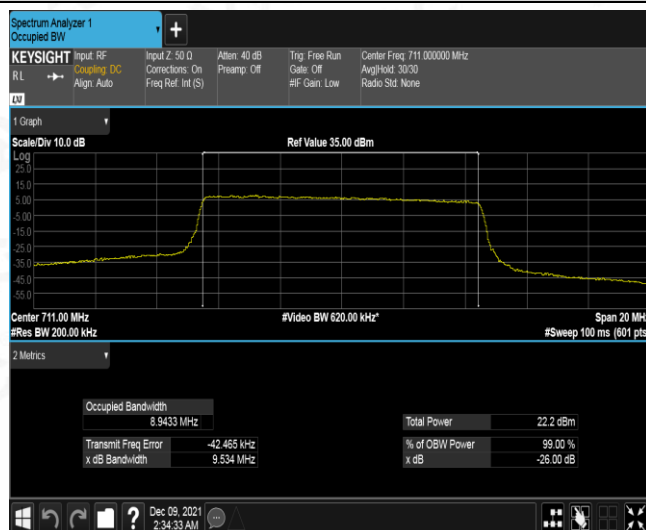 Spectrum Analyzer 1
Occupied BW
+
KEYSIGHT Input: RF Input Z: 50 Ω Atten: 40 dB Trig: Free Run Center Freq: 711.000000 MHz
RL Coupling: DC Corrections: On Preamp: Off Gate: Off Avg|Hold: 30/30
Align: Auto Freq Ref: Int (S) #IF Gain: Low Radio Std: None
LXI
1 Graph
Scale/Div 10.0 dB Ref Value 35.00 dBm
Log
25.0
15.0
5.00
-5.00
-15.0
-25.0
-35.0
-45.0
-55.0
Center 711.00 MHz #Video BW 620.00 kHz* Span 20 MHz
#Res BW 200.00 kHz #Sweep 100 ms (601 pts
2 Metrics
Occupied Bandwidth
8.9433 MHz Total Power 22.2 dBm
Transmit Freq Error -42.465 kHz % of OBW Power 99.00 %
x dB Bandwidth 9.534 MHz x dB -26.00 dB
? Dec 09, 2021
2:34:33 AM